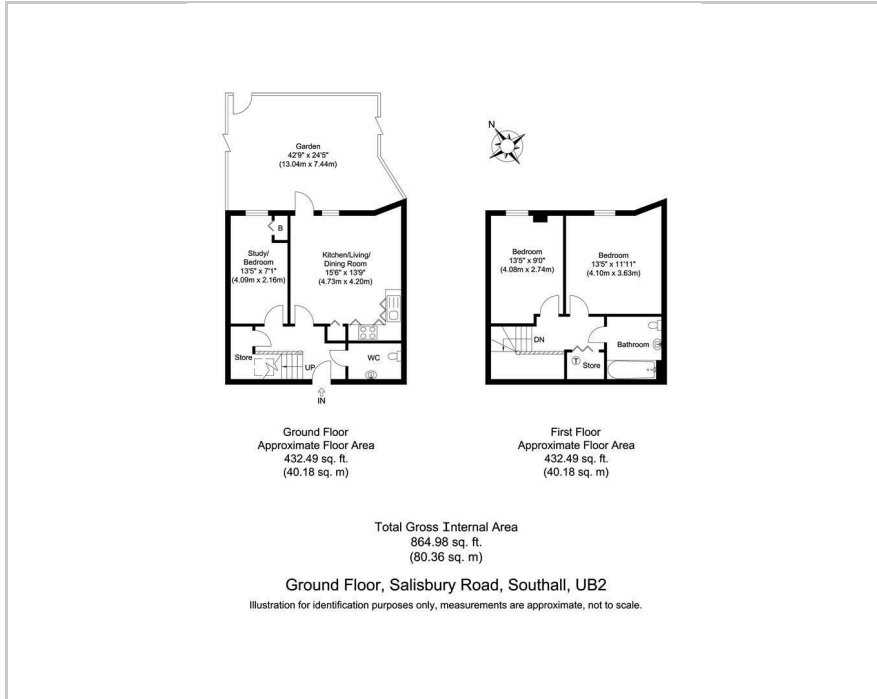 Garden
42'9" x 24'5"
(13.04m x 7.44m)
N
B
Study/
Bedroom
13'5" x 7'1"
(4.09m x 2.16m)
Kitchen/Living/
Dining Room
15'6" x 13'9"
(4.73m x 4.20m)
Store
UP
WC
IN
Bedroom
13'5" x 9'0"
(4.08m x 2.74m)
Bedroom
13'5" x 11'11"
(4.10m x 3.63m)
DN
Bathroom
T
Store
Ground Floor
Approximate Floor Area
432.49 sq. ft.
(40.18 sq. m)
First Floor
Approximate Floor Area
432.49 sq. ft.
(40.18 sq. m)
Total Gross Internal Area
864.98 sq. ft.
(80.36 sq. m)
Ground Floor, Salisbury Road, Southall, UB2
Illustration for identification purposes only, measurements are approximate, not to scale.